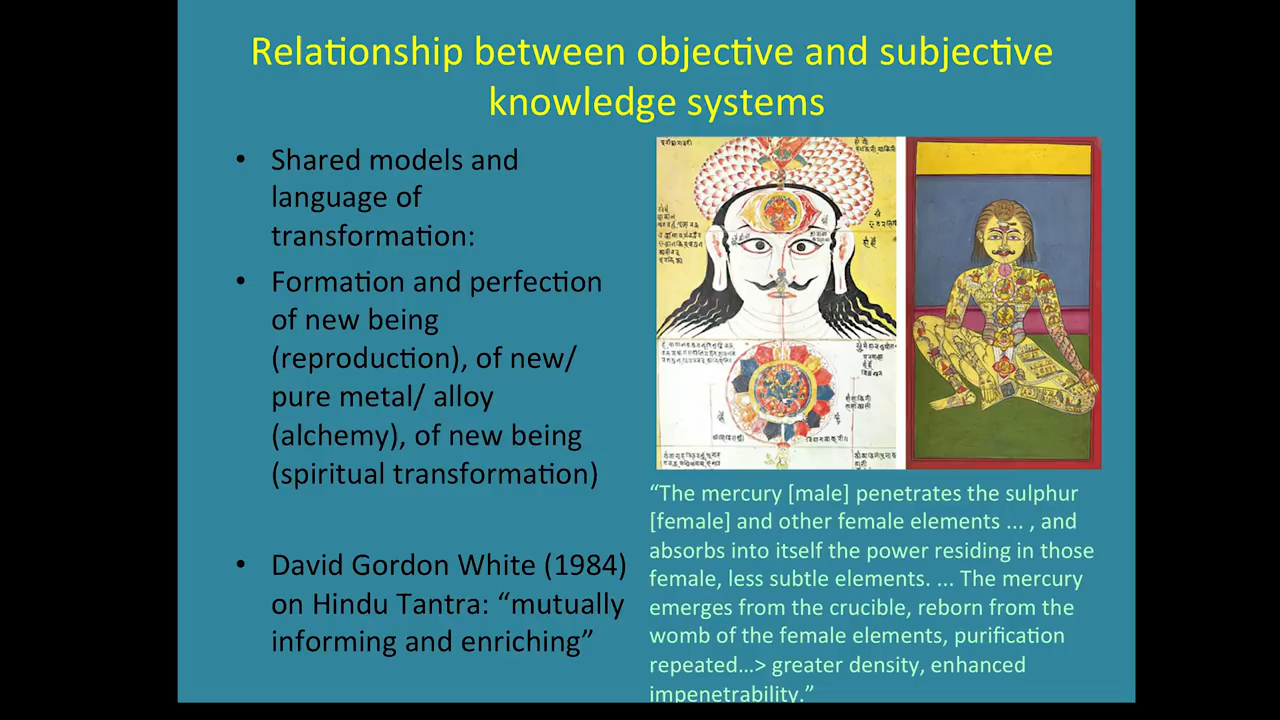 Relationship between objective and subjective
knowledge systems
• Shared models and
language of
transformation:
• Formation and perfection
of new being
(reproduction), of new/
pure metal/ alloy
(alchemy), of new being
(spiritual transformation)
• David Gordon White (1984)
on Hindu Tantra: “mutually
informing and enriching”
“The mercury [male] penetrates the sulphur
[female] and other female elements ... , and
absorbs into itself the power residing in those
female, less subtle elements. ... The mercury
emerges from the crucible, reborn from the
womb of the female elements, purification
repeated...> greater density, enhanced
impenetrability.”